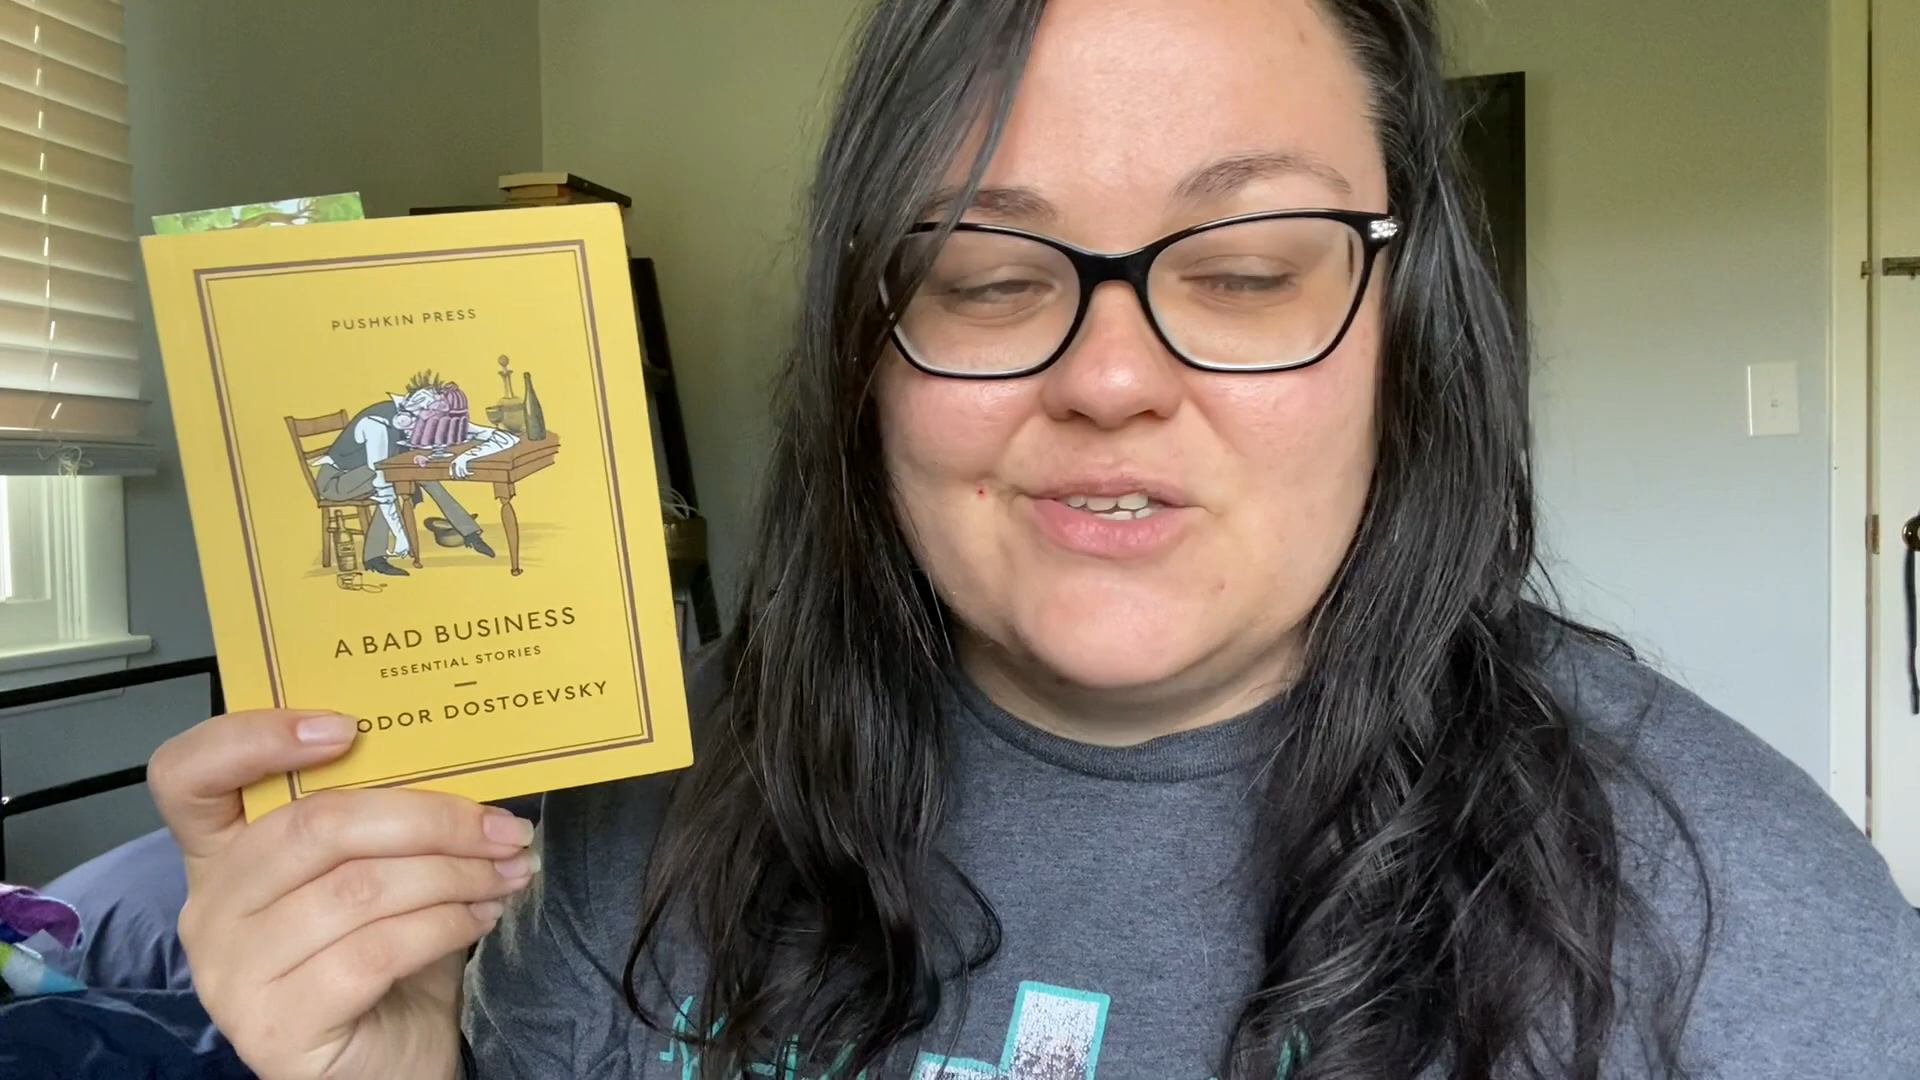 PUSHKIN PRESS
A BAD BUSINESS
ESSENTIAL STORIES
ODOR DOSTOEVSKY